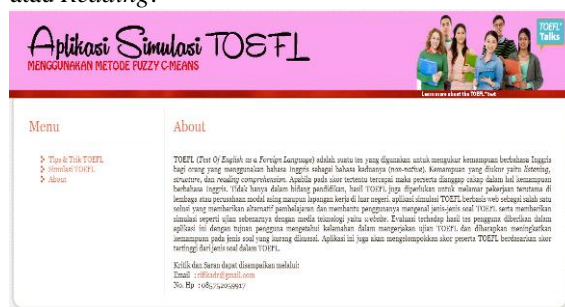 atau Reading.
Aplikasi Simulasi TOEFL
MENGGUNAKAN METODE FUZZY C-MEANS
TOEFL
Talks
Learn more about the TOEFL test
Menu
Tips & Trik TOEFL
Simulasi TOEFL
About
About
TOEFL (Test Of English as a Foreign Language) adalah suatu tes yang digunakan untuk mengukur kemampuan berbahasa Inggris
bagi orang yang menggunakan bahasa Inggris sebagai bahasa keduanya (non-native). Kemampuan yang diukur yaitu listening,
structure, dan reading comprehension. Apabila pada skor tertentu tercapai maka peserta dianggap cakap dalam hal kemampuan
berbahasa Inggris. Tidak hanya dalam bidang pendidikan, hasil TOEFL juga diperlukan untuk melamar pekerjaan terutama di
lembaga atau perusahaan modal asing maupun lapangan kerja di luar negeri. aplikasi simulasi TOEFL berbasis web sebagai salah satu
solusi yang memberikan alternatif pembelajaran dan membantu penggunanya mengenal jenis-jenis soal TOEFL serta memberikan
simulasi seperti ujian sebenarnya dengan media teknologi yaitu website. Evaluasi terhadap hasil tes pengguna diberikan dalam
aplikasi ini dengan tujuan pengguna mengetahui kelemahan dalam mengerjakan ujian TOEFL dan diharapkan meningkatkan
kemampuan pada jenis soal yang kurang dikuasai. Aplikasi ini juga akan mengelompokkan skor peserta TOEFL berdasarkan skor
tertinggi dari jenis soal dalam TOEFL.
Kritik dan Saran dapat disampaikan melalui:
Email : rifikadr@gmail.com
No. Hp : 085752059917